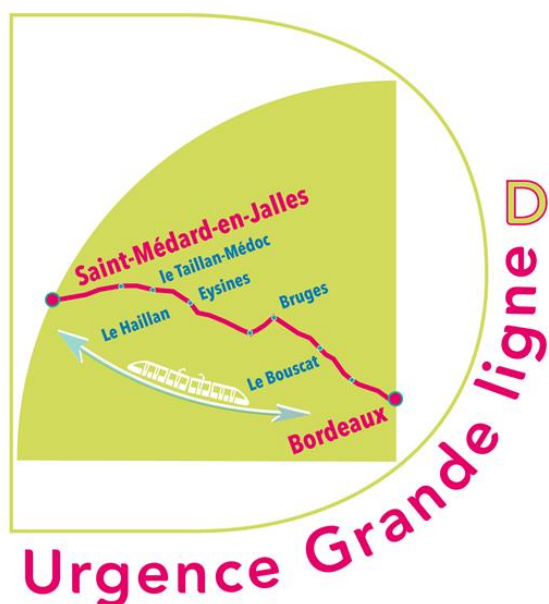 Saint-Médard-en-Jalles
le Taillan-Médoc
Eysines
Le Haillan
Bruges
Le Bouscat
Bordeaux
Urgence Grande ligne D